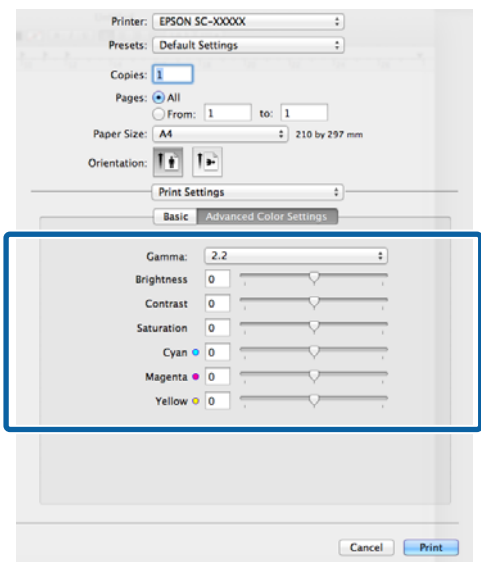 Printer: EPSON SC-XXXXX
Presets: Default Settings
Copies: 1
Pages: All
From: 1 to: 1
Paper Size: A4 210 by 297 mm
Orientation:
Print Settings
Basic Advanced Color Settings
Gamma: 2.2
Brightness 0
Contrast 0
Saturation 0
Cyan 0
Magenta 0
Yellow 0
Cancel Print